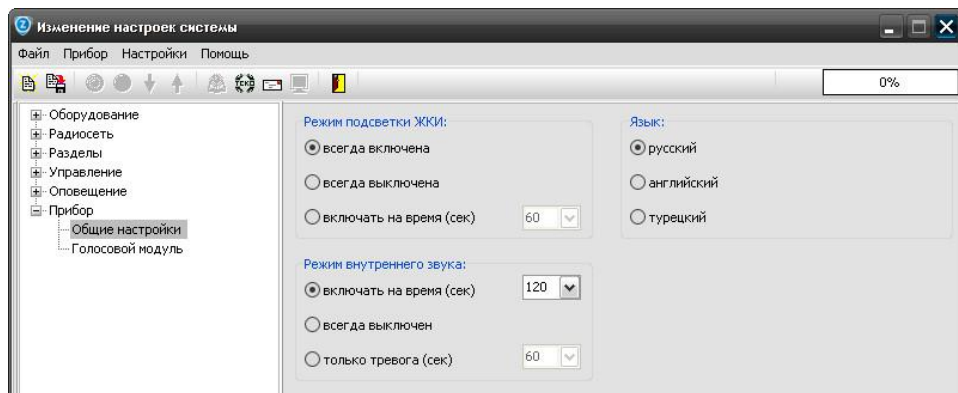 Изменение настроек системы
Файл Прибор Настройки Помощь
0%
Оборудование
Радиосеть
Разделы
Управление
Оповещение
Прибор
Общие настройки
Голосовой модуль
Режим подсветки ЖКИ:
всегда включена
всегда выключена
включать на время (сек) 60
Режим внутреннего звука:
включать на время (сек) 120
всегда выключен
только тревога (сек) 60
Язык:
русский
английский
турецкий